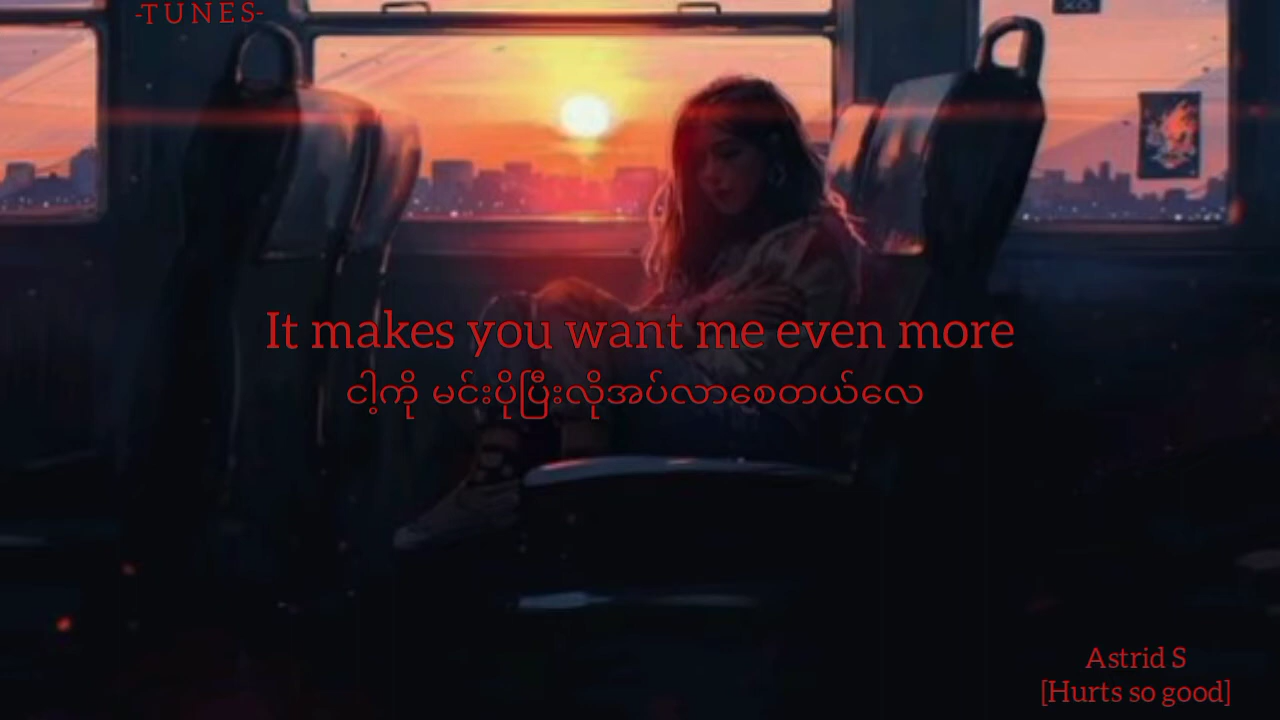 -TUNES-
It makes you want me even more
ငါ့ကို မင်းပိုပြီးလိုအပ်လာစေတယ်လေ
Astrid S
[Hurts so good]